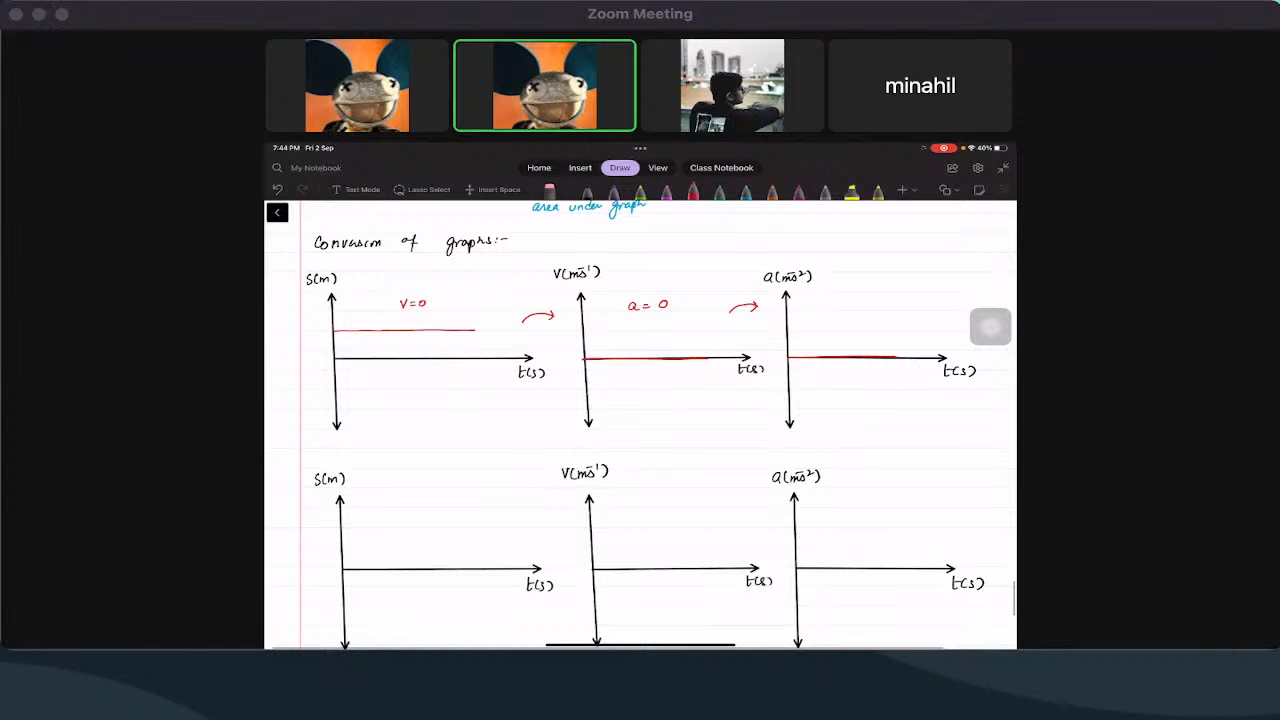 Zoom Meeting
minahil
7:44 PM Fri 2 Sep
40%
My Notebook
Home Insert Draw View Class Notebook
Text Mode Lasso Select Insert Space
area under graph
Conversion of graphs:-
S(m) V(ms⁻¹) a(ms⁻²)
V=0 a = 0
t(s) t(s) t(s)
S(m) V(ms⁻¹) a(ms⁻²)
t(s) t(s) t(s)